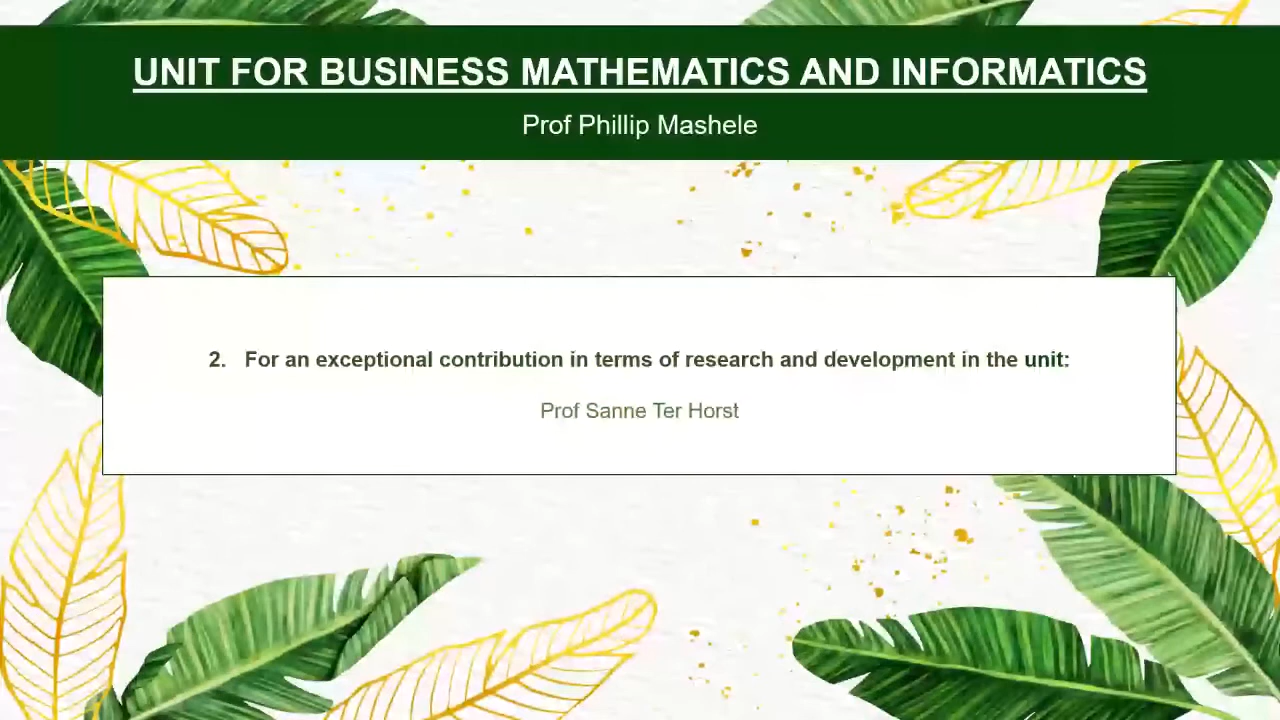 UNIT FOR BUSINESS MATHEMATICS AND INFORMATICS
Prof Phillip Mashele
2. For an exceptional contribution in terms of research and development in the unit:
Prof Sanne Ter Horst